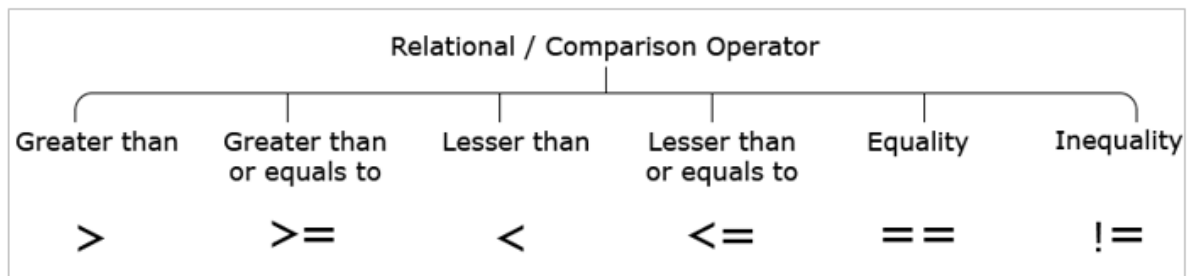 Relational / Comparison Operator
Greater than
Greater than
or equals to
Lesser than
Lesser than
or equals to
Equality
Inequality
>
>=
<
<=
==
!=